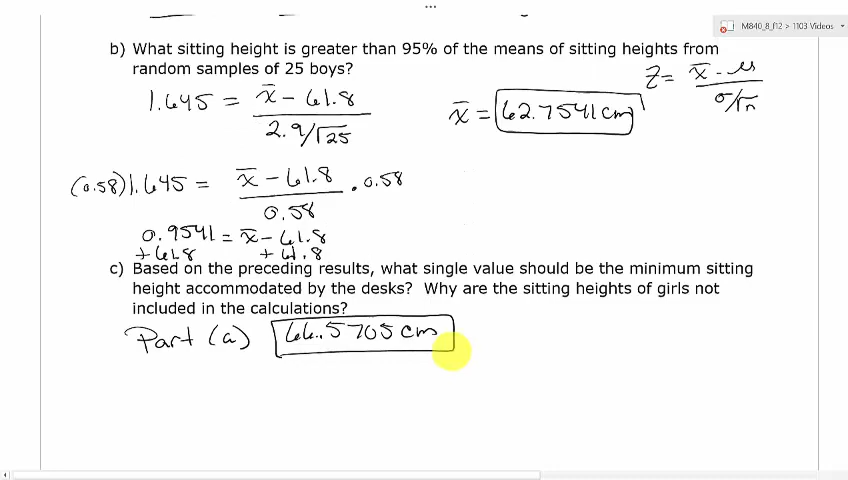 M840_8_f12 > 1103 Videos
b) What sitting height is greater than 95% of the means of sitting heights from
random samples of 25 boys?
1.645 = x̄ - 61.8 / 2.9/√25
x̄ = 62.7541 cm
z = x̄ - μ / σ/√n
(0.58)1.645 = x̄ - 61.8 / 0.58 · 0.58
0.9541 = x̄ - 61.8
+61.8 +61.8
c) Based on the preceding results, what single value should be the minimum sitting
height accommodated by the desks? Why are the sitting heights of girls not
included in the calculations?
Part (a) 66.5705 cm